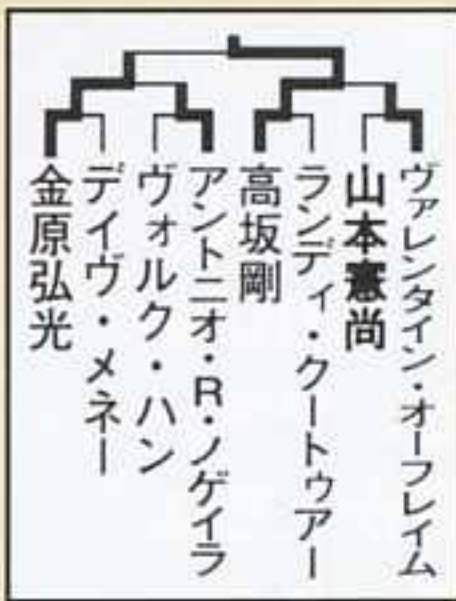 ヴァレンタイン・オーフレイム
山本憲尚
ランディ・クートゥアー
高坂剛
アントニオ・R・ノゲイラ
ヴォルク・ハン
デイヴ・メネー
金原弘光